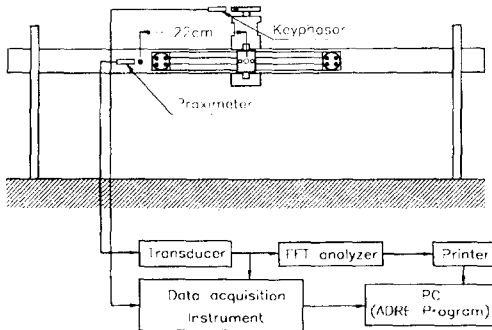 Keyphasor
22cm
Proximeter
Transducer
FFT analyzer
Printer
Data acquisition
Instrument
PC
(ADRE Program)